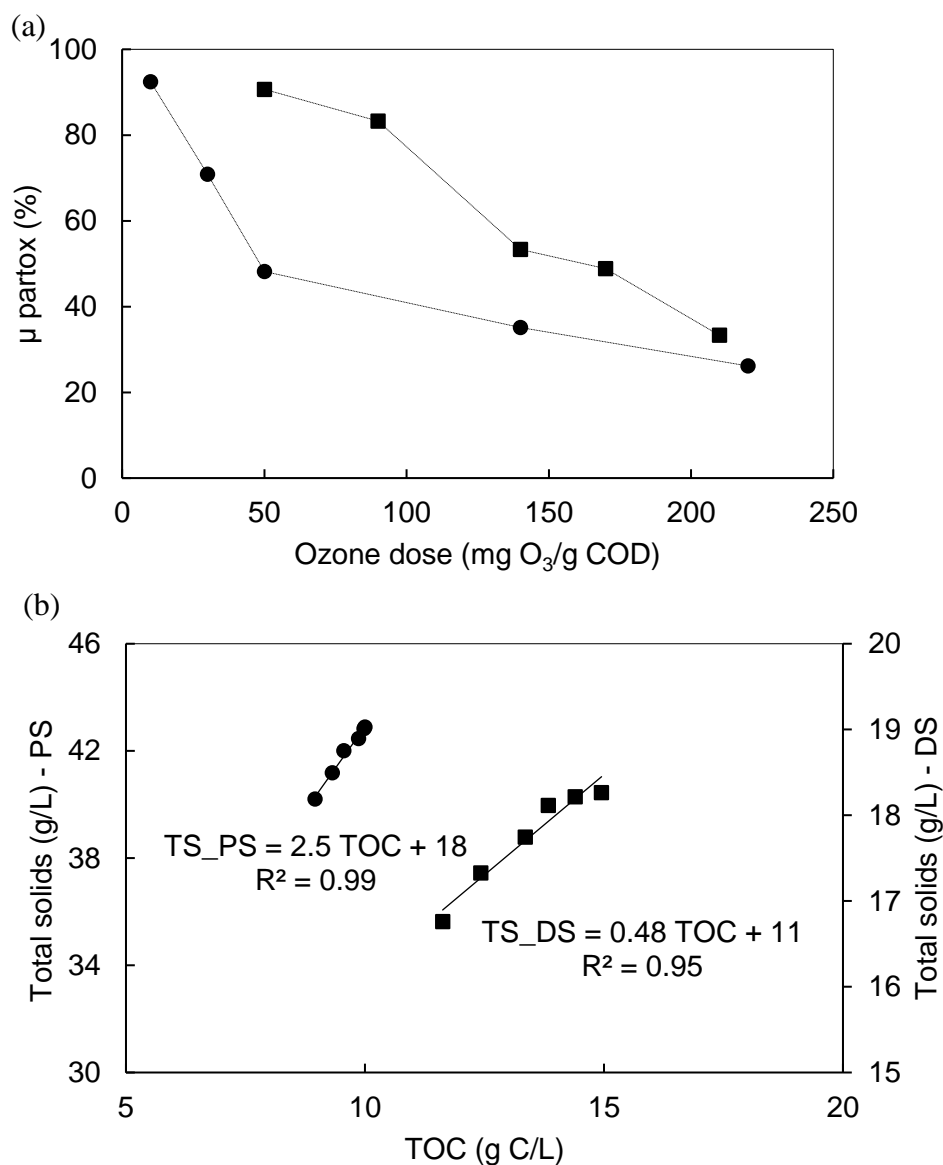 (a)
μ partox (%)
100
80
60
40
20
0
0 50 100 150 200 250
Ozone dose (mg O₃/g COD)
(b)
Total solids (g/L) - PS
46
42
38
34
30
TS_PS = 2.5 TOC + 18
R² = 0.99
TS_DS = 0.48 TOC + 11
R² = 0.95
20
19
18
17
16
15
Total solids (g/L) - DS
5 10 15 20
TOC (g C/L)